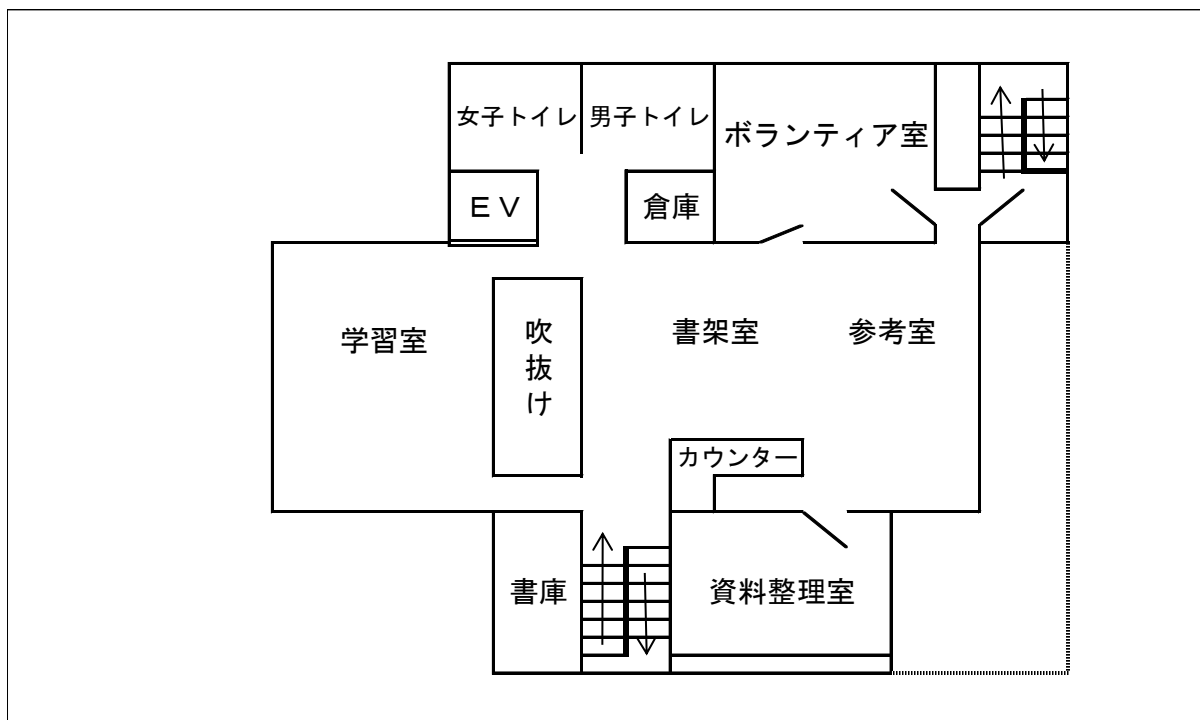 女子トイレ
男子トイレ
ボランティア室
ＥＶ
倉庫
学習室
吹抜け
書架室
参考室
カウンター
書庫
資料整理室